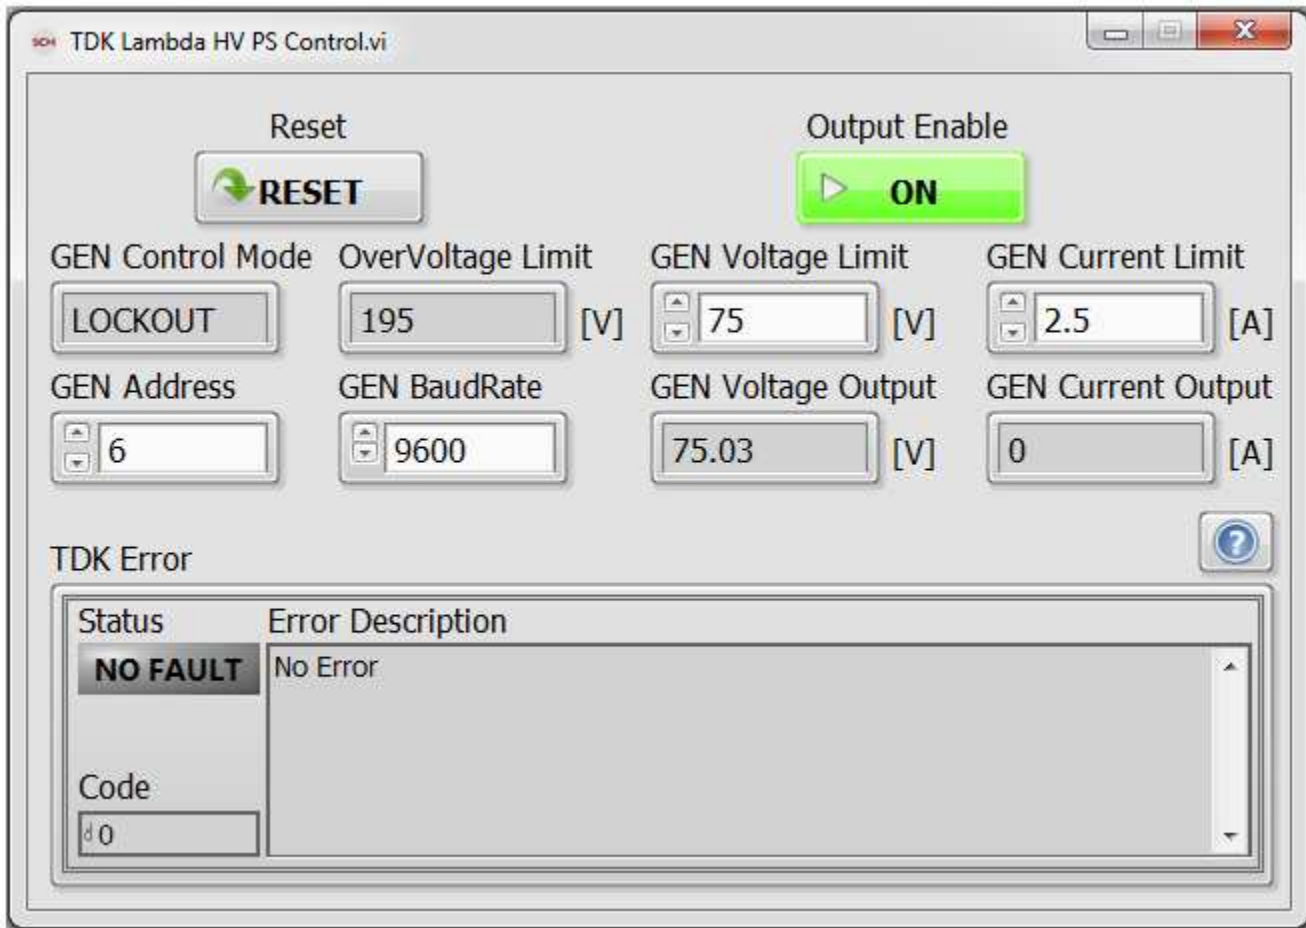 SCH TDK Lambda HV PS Control.vi
Reset
Output Enable
RESET
ON
GEN Control Mode OverVoltage Limit GEN Voltage Limit GEN Current Limit
LOCKOUT 195 [V] 75 [V] 2.5 [A]
GEN Address GEN BaudRate GEN Voltage Output GEN Current Output
6 9600 75.03 [V] 0 [A]
?
TDK Error
Status Error Description
NO FAULT No Error
Code
d 0